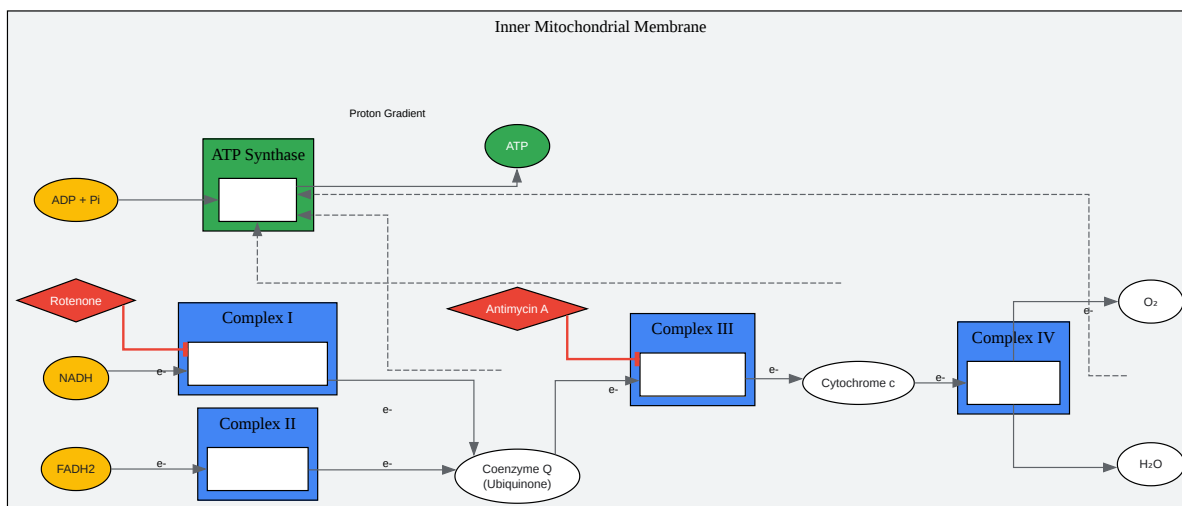 Inner Mitochondrial Membrane
Proton Gradient
ATP Synthase
ATP
ADP + Pi
Rotenone
Complex I
NADH
e-
e-
Complex II
FADH2
e-
e-
Coenzyme Q
(Ubiquinone)
Antimycin A
Complex III
e-
e-
Cytochrome c
e-
Complex IV
e-
O₂
H₂O